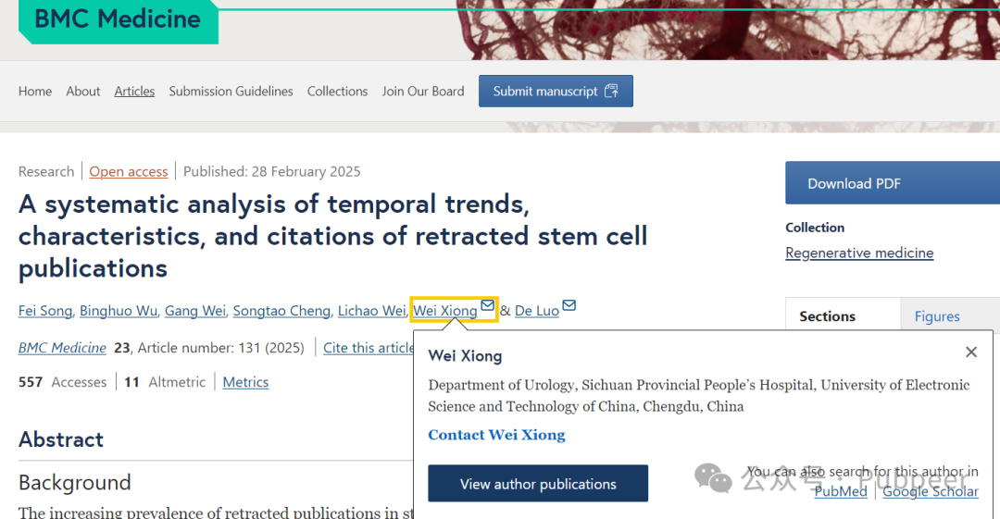 BMC Medicine
Home About Articles Submission Guidelines Collections Join Our Board Submit manuscript
Research Open access Published: 28 February 2025
A systematic analysis of temporal trends,
characteristics, and citations of retracted stem cell
publications
Fei Song, Binghuo Wu, Gang Wei, Songtao Cheng, Lichao Wei, Wei Xiong & De Luo
BMC Medicine 23, Article number: 131 (2025) Cite this article
557 Accesses 11 Altmetric Metrics
Abstract
Background
The increasing prevalence of retracted publications in
Download PDF
Collection
Regenerative medicine
Sections Figures
Wei Xiong
Department of Urology, Sichuan Provincial People’s Hospital, University of Electronic
Science and Technology of China, Chengdu, China
Contact Wei Xiong
View author publications
You can also search for this author in
PubMed Google Scholar
公众号 · Pubpeer